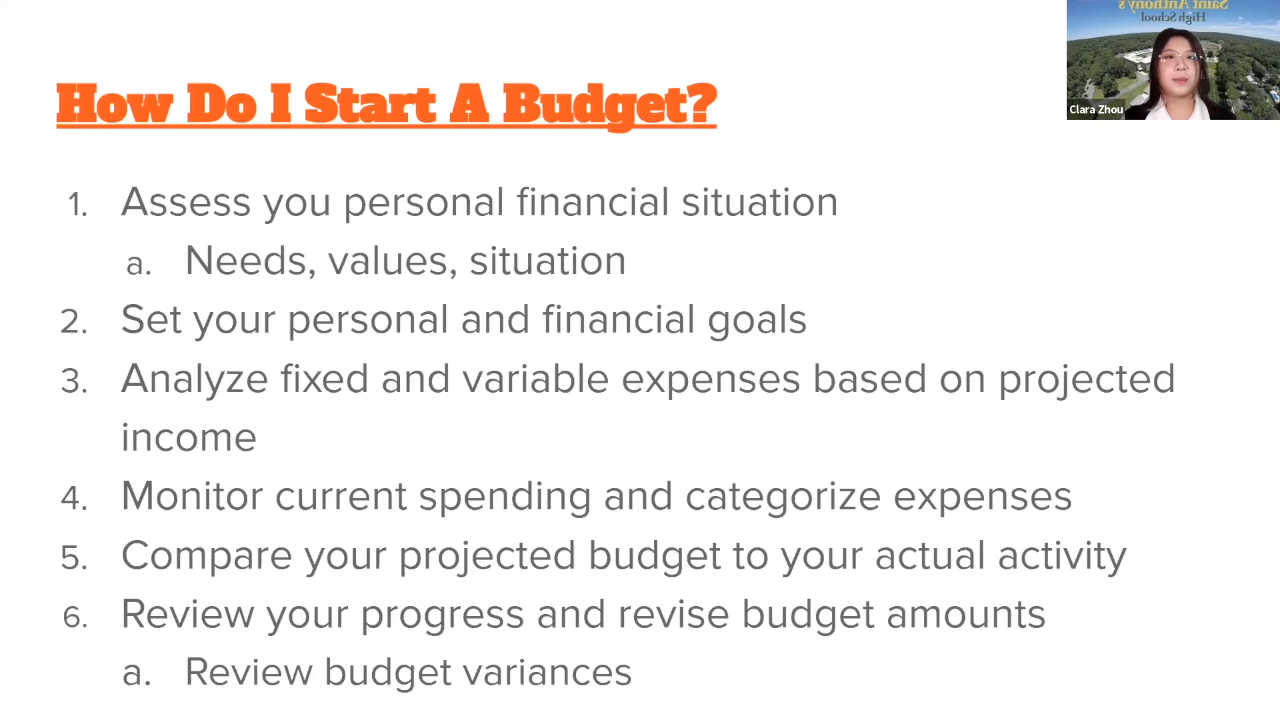 Saint Anthony's
High School
Clara Zhou
How Do I Start A Budget?
1. Assess you personal financial situation
a. Needs, values, situation
2. Set your personal and financial goals
3. Analyze fixed and variable expenses based on projected
income
4. Monitor current spending and categorize expenses
5. Compare your projected budget to your actual activity
6. Review your progress and revise budget amounts
a. Review budget variances